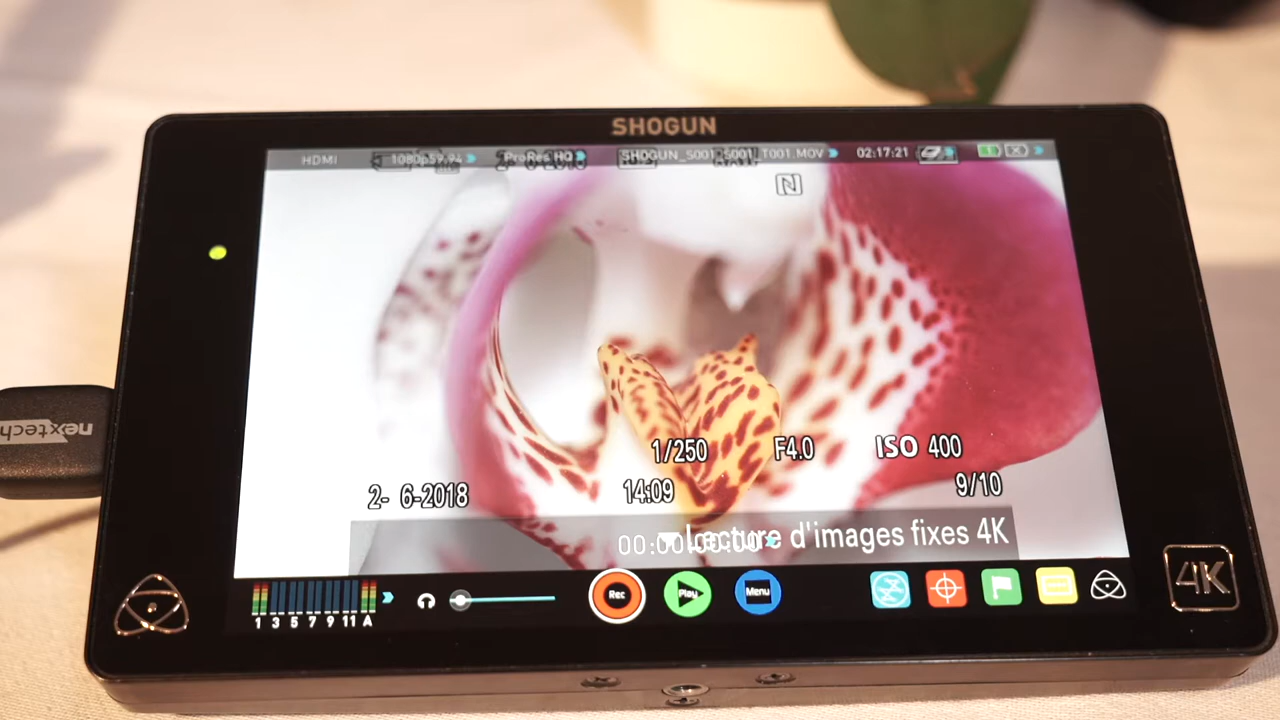 SHOGUN
HDMI 1080p59.94 ProRes HQ SHOGUN_S001_S001_T001.MOV 02:17:21
N
1/250 F4.0 ISO 400
2- 6-2018 14:09 9/10
Lecture d'images fixes 4K
nextech
Rec Play Menu
1 3 5 7 9 11 A
4K